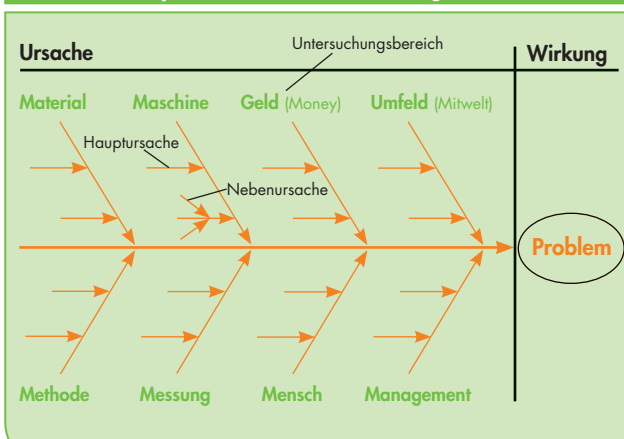 Untersuchungsbereich
Ursache
Wirkung
Material
Maschine
Geld (Money)
Umfeld (Mitwelt)
Hauptursache
Nebenursache
Problem
Methode
Messung
Mensch
Management